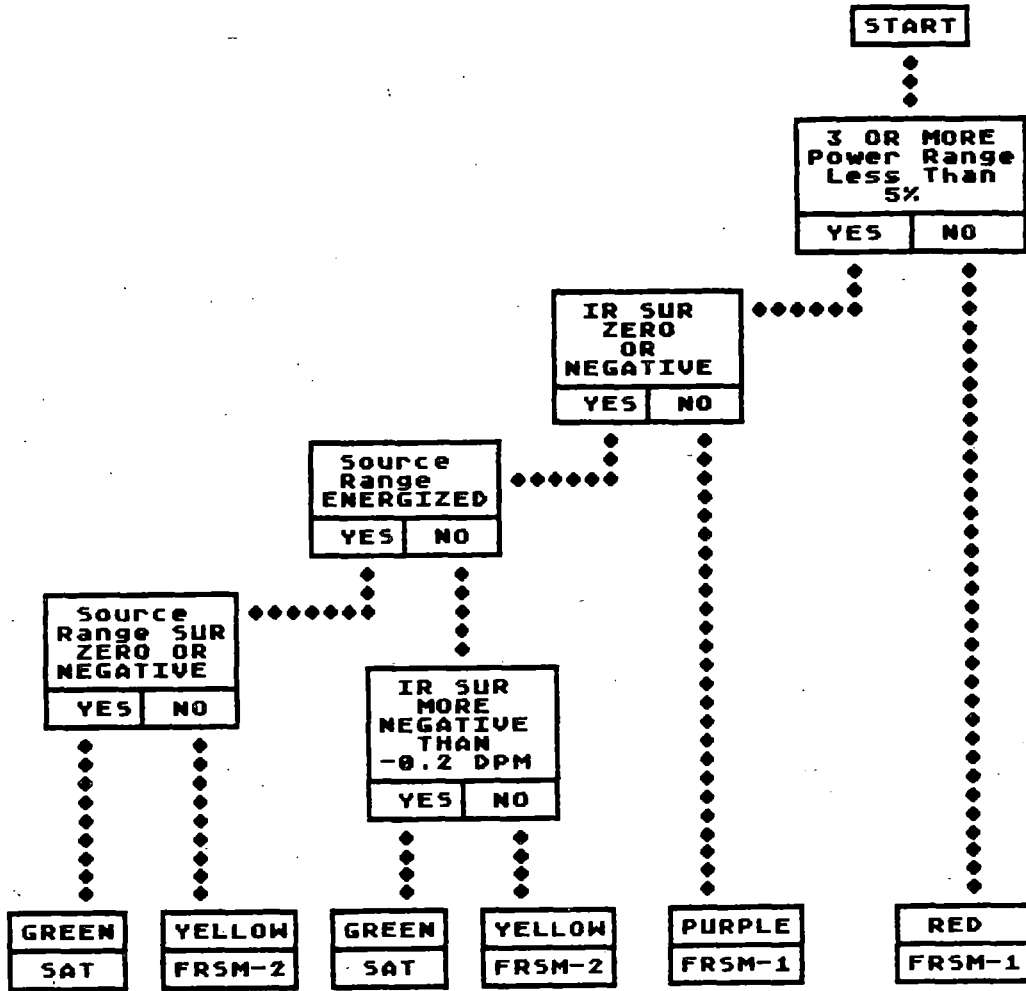 START
3 OR MORE
Power Range
Less Than
5%
YES NO
IR SUR
ZERO
OR
NEGATIVE
YES NO
Source
Range
ENERGIZED
YES NO
Source
Range SUR
ZERO OR
NEGATIVE
YES NO
IR SUR
MORE
NEGATIVE
THAN
-0.2 DPM
YES NO
GREEN
SAT
YELLOW
FRSM-2
GREEN
SAT
YELLOW
FRSM-2
PURPLE
FRSM-1
RED
FRSM-1